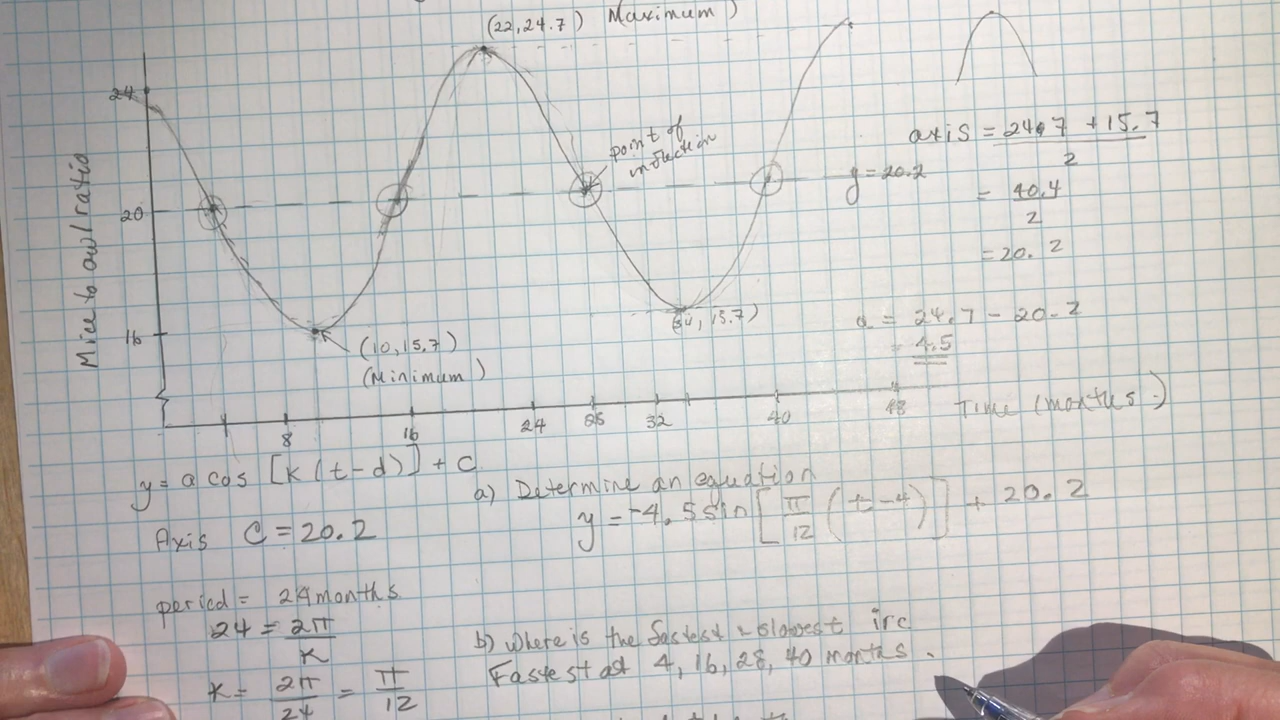 (22,24.7) Maximum)
24
20
16
Mice to owl ratio
point of
inflection
y = 20.2
axis = 24.7 + 15.7
2
= 40.4
2
= 20.2
a = 24.7 - 20.2
= 4.5
(10,15.7)
(Minimum)
(34, 15.7)
8 16 24 28 32 40 48
Time (months.)
y = a cos [k(t-d)] + C
Axis C = 20.2
a) Determine an equation
y = -4.5 sin [π/12 (t-4)] + 20.2
period = 24 months
24 = 2π
k
k = 2π = π
24 12
b) Where is the fastest & slowest irc
Fastest at 4, 16, 28, 40 months.